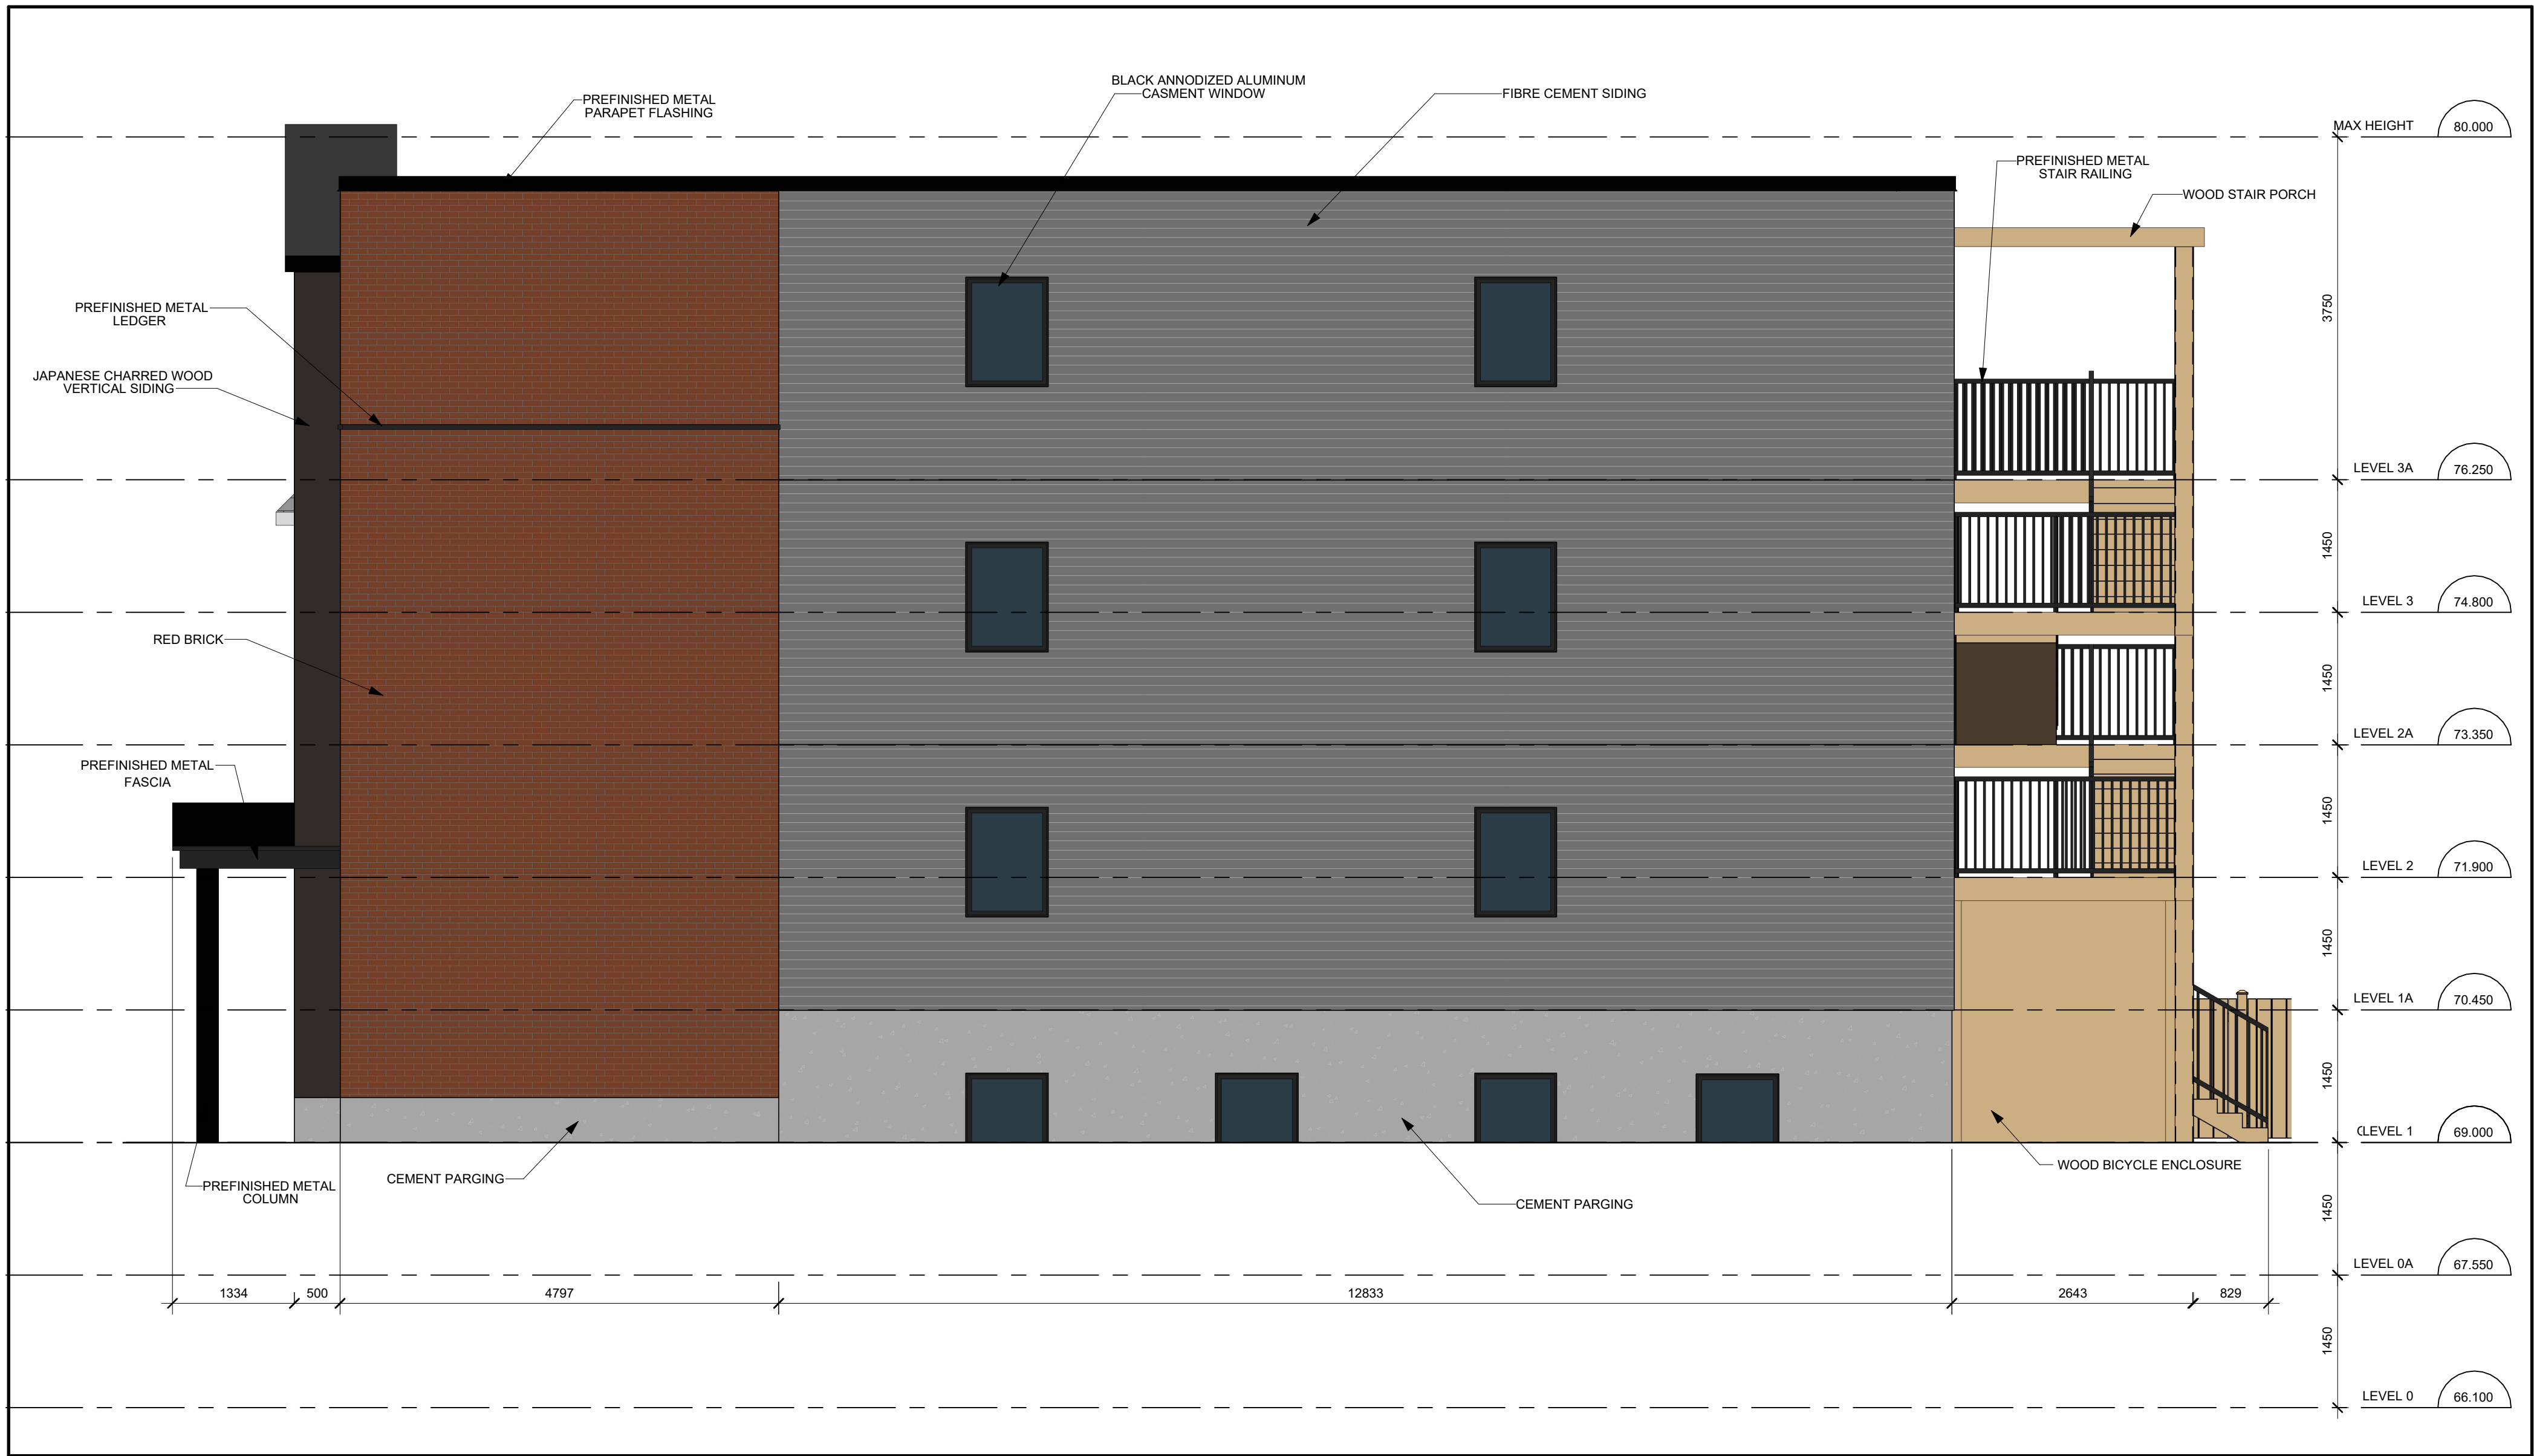 BLACK ANNODIZED ALUMINUM
CASMENT WINDOW
PREFINISHED METAL
PARAPET FLASHING
FIBRE CEMENT SIDING
MAX HEIGHT
80.000
PREFINISHED METAL
STAIR RAILING
WOOD STAIR PORCH
PREFINISHED METAL
LEDGER
3750
JAPANESE CHARRED WOOD
VERTICAL SIDING
LEVEL 3A
76.250
1450
LEVEL 3
74.800
RED BRICK
1450
LEVEL 2A
73.350
PREFINISHED METAL
FASCIA
1450
LEVEL 2
71.900
1450
LEVEL 1A
70.450
1450
LEVEL 1
69.000
WOOD BICYCLE ENCLOSURE
CEMENT PARGING
PREFINISHED METAL
COLUMN
CEMENT PARGING
1450
LEVEL 0A
67.550
1334
500
4797
12833
2643
829
1450
LEVEL 0
66.100